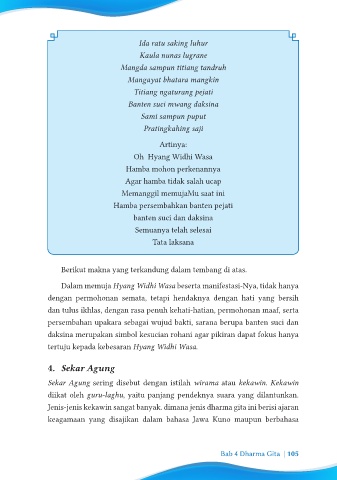 Ida ratu saking luhur
Kaula nunas lugrane
Mangda sampun titiang tandruh
Mangayat bhatara mangkin
Titiang ngaturang pejati
Banten suci mwang daksina
Sami sampun puput
Pratingkahing saji
Artinya:
Oh Hyang Widhi Wasa
Hamba mohon perkenannya
Agar hamba tidak salah ucap
Memanggil memujaMu saat ini
Hamba persembahkan banten pejati
banten suci dan daksina
Semuanya telah selesai
Tata laksana
Berikut makna yang terkandung dalam tembang di atas.
Dalam memuja Hyang Widhi Wasa beserta manifestasi-Nya, tidak hanya
dengan permohonan semata, tetapi hendaknya dengan hati yang bersih
dan tulus ikhlas, dengan rasa penuh kehati-hatian, permohonan maaf, serta
persembahan upakara sebagai wujud bakti, sarana berupa banten suci dan
daksina merupakan simbol kesucian rohani agar pikiran dapat fokus hanya
tertuju kepada kebesaran Hyang Widhi Wasa.
4. Sekar Agung
Sekar Agung sering disebut dengan istilah wirama atau kekawin. Kekawin
diikat oleh guru-laghu, yaitu panjang pendeknya suara yang dilantunkan.
Jenis-jenis kekawin sangat banyak. dimana jenis dharma gita ini berisi ajaran
keagamaan yang disajikan dalam bahasa Jawa Kuno maupun berbahasa
Bab 4 Dharma Gita | 105